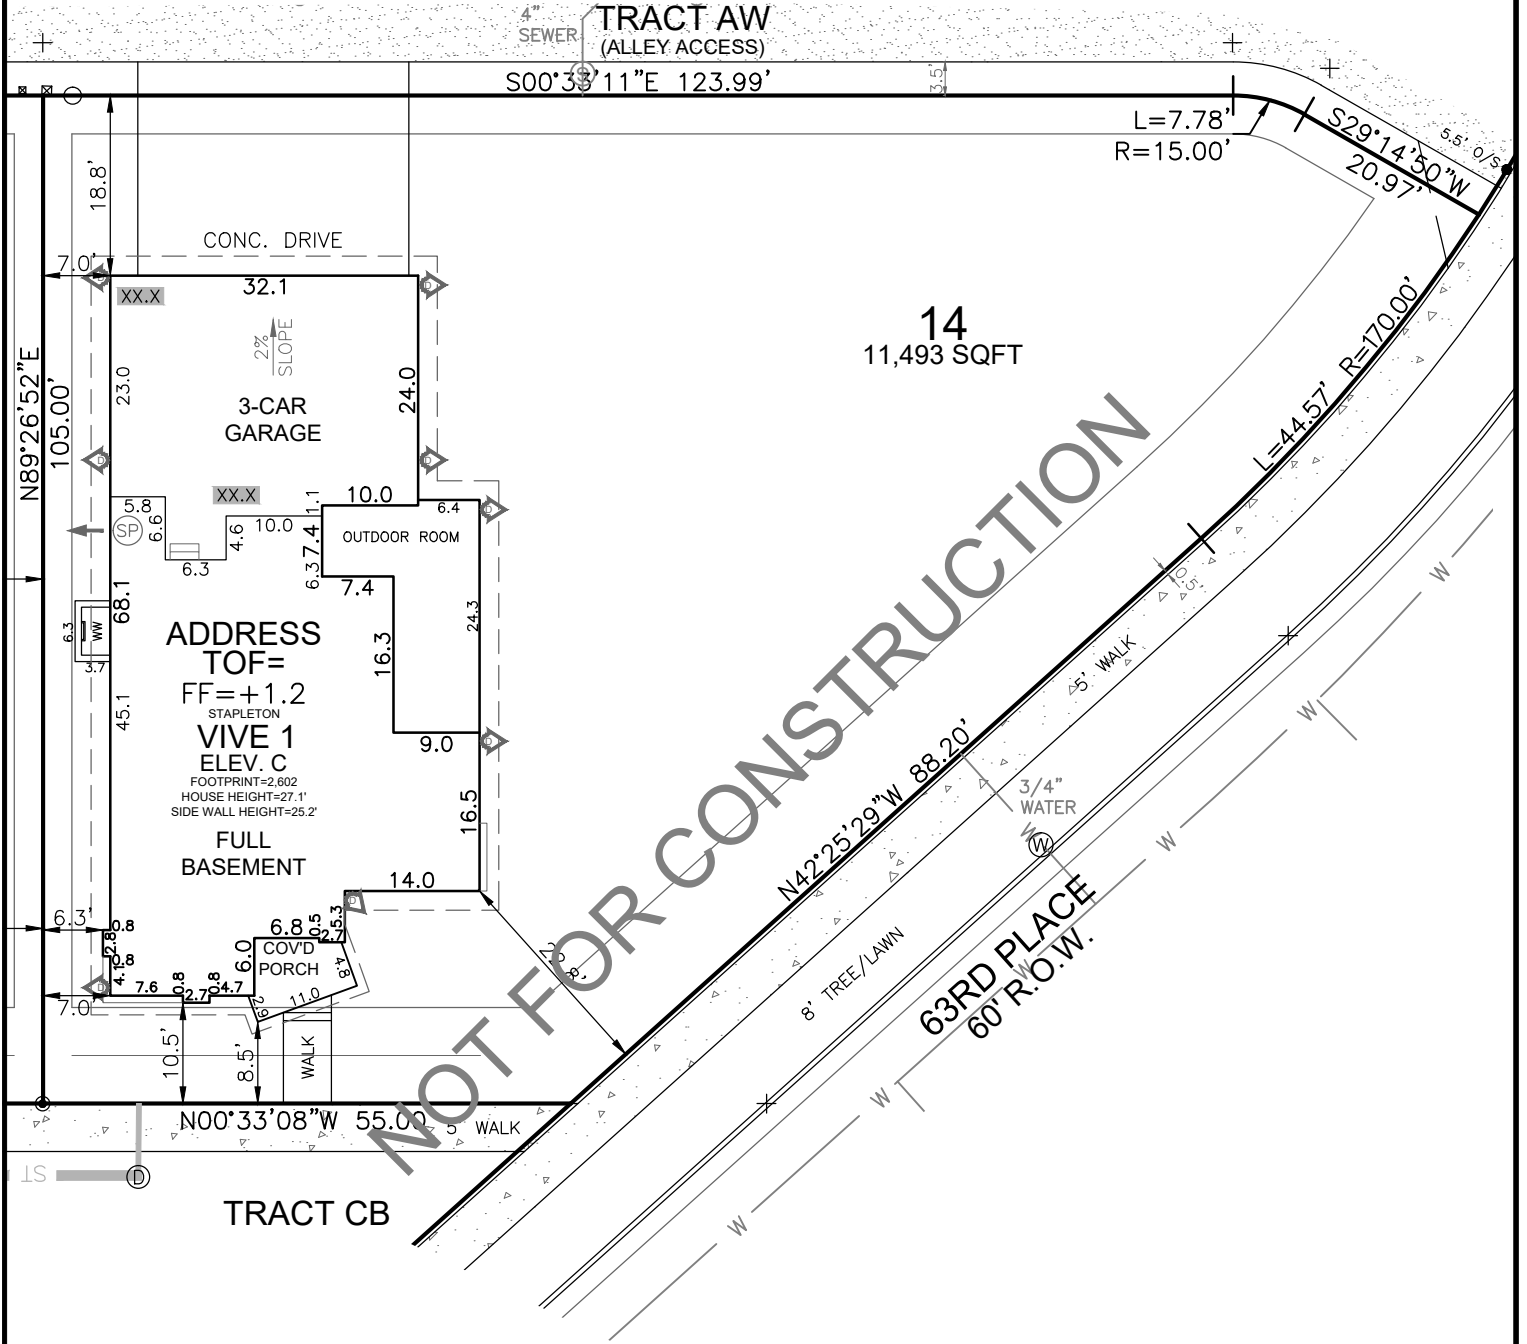 4"
SEWER
TRACT AW
(ALLEY ACCESS)
S
S00°33'11"E 123.99'
3.5'
L=7.78'
R=15.00'
S29°14'50"W
20.97'
5.5' O/S
18.8'
CONC. DRIVE
7.0'
32.1
XX.X
2%
SLOPE
23.0
24.0
3-CAR
GARAGE
N89°26'52"E
105.00'
14
11,493 SQFT
L=44.57' R=170.00'
XX.X
5.8
6.6
SP
6.3
4.6
10.0
1.1
10.0
6.4
OUTDOOR ROOM
7.4
6.3
7.4
68.1
6.3
WW
3.7
45.1
16.3
24.3
9.0
16.5
ADDRESS
TOF=
FF=+1.2
STAPLETON
VIVE 1
ELEV. C
FOOTPRINT=2,602
HOUSE HEIGHT=27.1'
SIDE WALL HEIGHT=25.2'
FULL
BASEMENT
14.0
6.3'
0.8
2.8
0.8
4.1
7.6
0.8
2.7
0.8
4.7
6.0
6.8
0.5
2.7
5.3
COV'D
PORCH
4.8
11.0
2.9
7.0'
10.5'
8.5'
WALK
N42°25'29"W 88.20'
0.5'
5' WALK
3/4"
WATER
W
W
W
W
W
W
W
W
W
8' TREE/LAWN
63RD PLACE
60' R.O.W.
N00°33'08"W 55.00
5' WALK
ST
D
TRACT CB
NOT FOR CONSTRUCTION